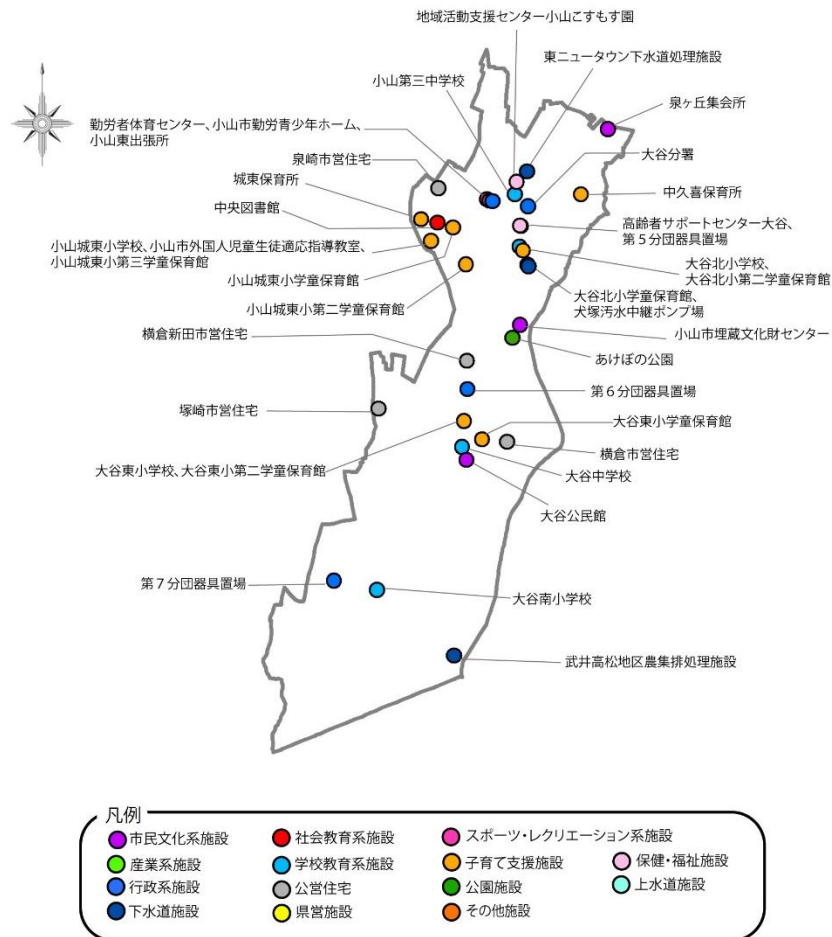 地域活動支援センター小山こすもす園
東ニュータウン下水道処理施設
小山第三中学校
泉ヶ丘集会所
勤労者体育センター、小山市勤労青少年ホーム、
小山東出張所
大谷分署
泉崎市営住宅
城東保育所
中久喜保育所
中央図書館
高齢者サポートセンター大谷、
第5分団器具置場
小山城東小学校、小山市外国人児童生徒適応指導教室、
小山城東小第三学童保育館
大谷北小学校、
大谷北小第二学童保育館
小山城東小学童保育館
大谷北小学童保育館、
犬塚汚水中継ポンプ場
小山城東小第二学童保育館
小山市埋蔵文化財センター
横倉新田市営住宅
あけぼの公園
第6分団器具置場
塚崎市営住宅
大谷東小学童保育館
横倉市営住宅
大谷東小学校、大谷東小第二学童保育館
大谷中学校
大谷公民館
第7分団器具置場
大谷南小学校
武井高松地区農集排処理施設
凡例
市民文化系施設
社会教育系施設
スポーツ・レクリエーション系施設
産業系施設
学校教育系施設
子育て支援施設
保健・福祉施設
行政系施設
公営住宅
公園施設
上水道施設
下水道施設
県営施設
その他施設